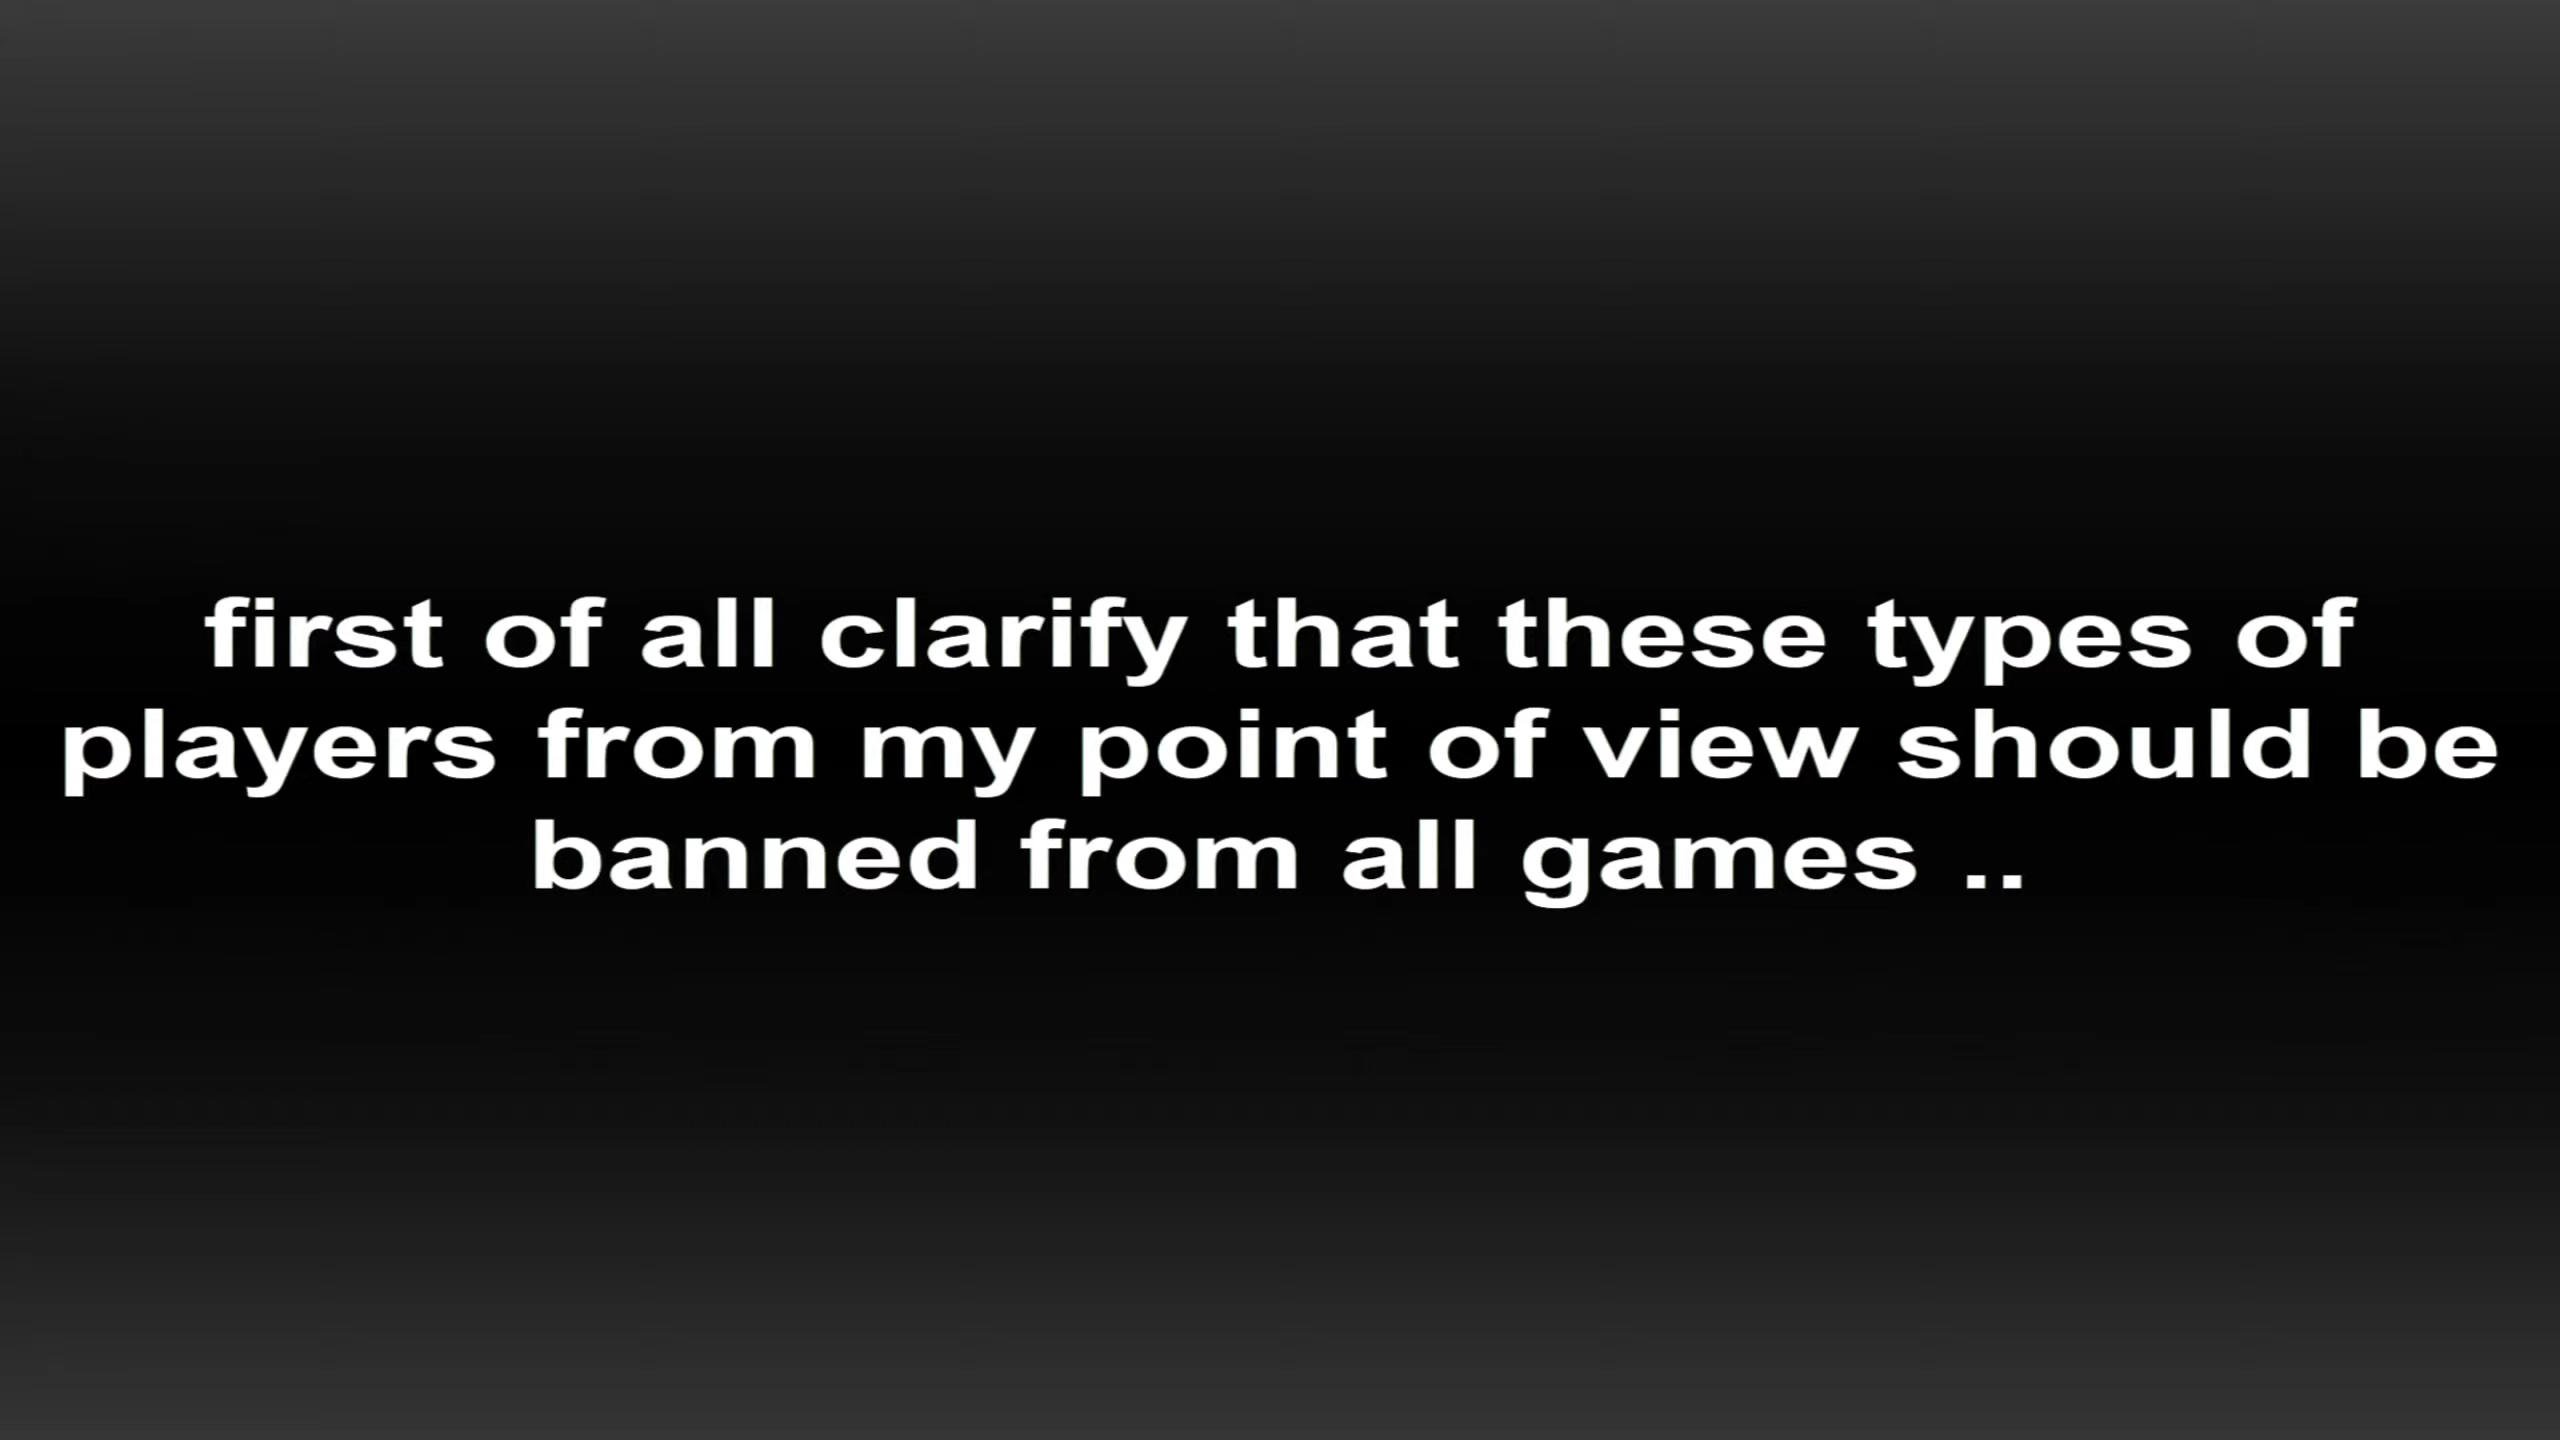 first of all clarify that these types of
players from my point of view should be
banned from all games ..